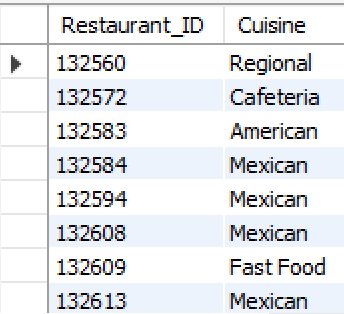 Restaurant_ID Cuisine
132560 Regional
132572 Cafeteria
132583 American
132584 Mexican
132594 Mexican
132608 Mexican
132609 Fast Food
132613 Mexican